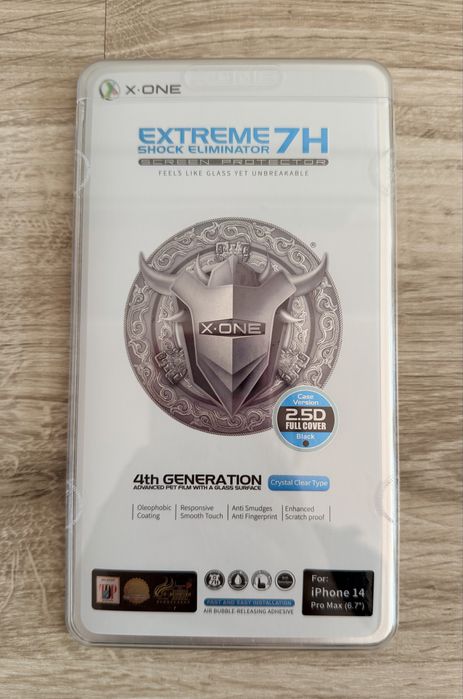 X·ONE
EXTREME 7H
SHOCK ELIMINATOR
SCREEN PROTECTOR
FEELS LIKE GLASS YET UNBREAKABLE
®
X·ONE
Case
Version
2.5D
FULL COVER
Black
4th GENERATION
ADVANCED PET FILM WITH A GLASS SURFACE
Crystal Clear Type
Oleophobic
Coating
Responsive
Smooth Touch
Anti Smudges
Anti Fingerprint
Enhanced
Scratch proof
FAST AND EASY INSTALLATION
AIR BUBBLE-RELEASING ADHESIVE
For:
iPhone 14
Pro Max (6.7")